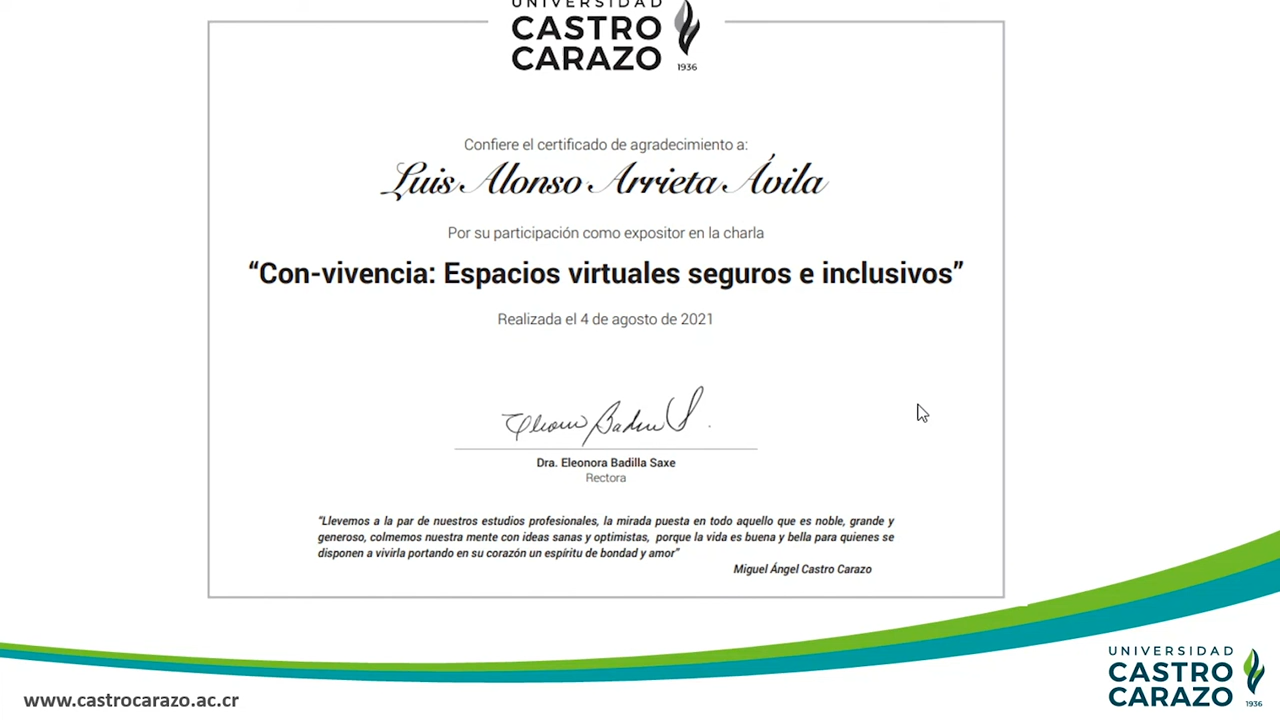 UNIVERSIDAD
CASTRO
CARAZO
1936
Confiere el certificado de agradecimiento a:
Luis Alonso Arrieta Ávila
Por su participación como expositor en la charla
“Con-vivencia: Espacios virtuales seguros e inclusivos”
Realizada el 4 de agosto de 2021
Dra. Eleonora Badilla Saxe
Rectora
“Llevemos a la par de nuestros estudios profesionales, la mirada puesta en todo aquello que es noble, grande y
generoso, colmemos nuestra mente con ideas sanas y optimistas, porque la vida es buena y bella para quienes se
disponen a vivirla portando en su corazón un espíritu de bondad y amor”
Miguel Ángel Castro Carazo
www.castrocarazo.ac.cr
UNIVERSIDAD
CASTRO
CARAZO
1936